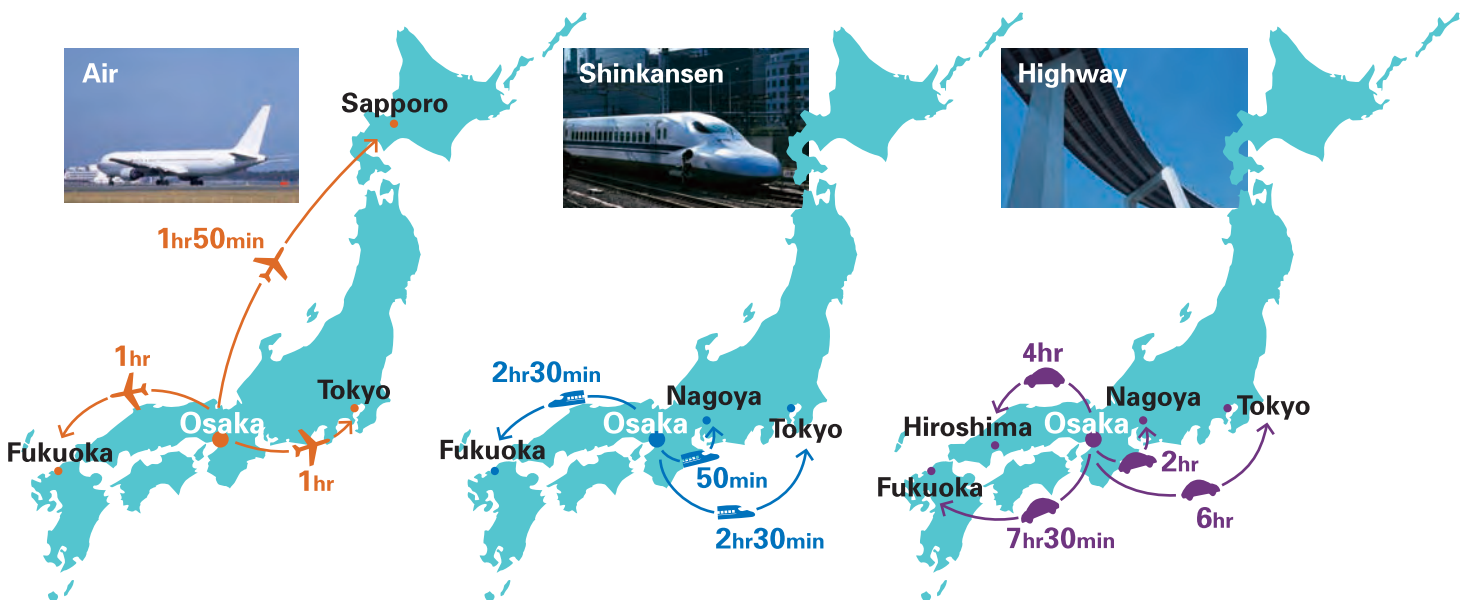 Air
Sapporo
1hr50min
1hr
Tokyo
Osaka
Fukuoka
1hr
Shinkansen
2hr30min
Nagoya
Osaka
Tokyo
Fukuoka
50min
2hr30min
Highway
4hr
Nagoya
Tokyo
Hiroshima
Osaka
2hr
Fukuoka
6hr
7hr30min